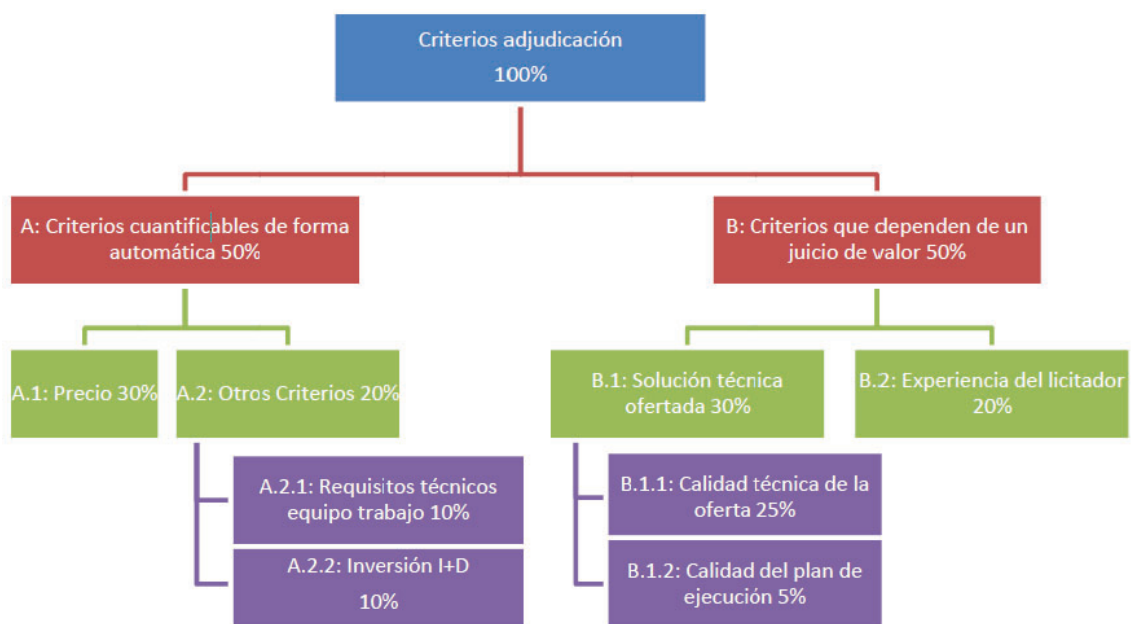 Criterios adjudicación
100%
A: Criterios cuantificables de forma
automática 50%
B: Criterios que dependen de un
juicio de valor 50%
A.1: Precio 30%
A.2: Otros Criterios 20%
B.1: Solución técnica
ofertada 30%
B.2: Experiencia del licitador
20%
A.2.1: Requisitos técnicos
equipo trabajo 10%
A.2.2: Inversión I+D
10%
B.1.1: Calidad técnica de la
oferta 25%
B.1.2: Calidad del plan de
ejecución 5%